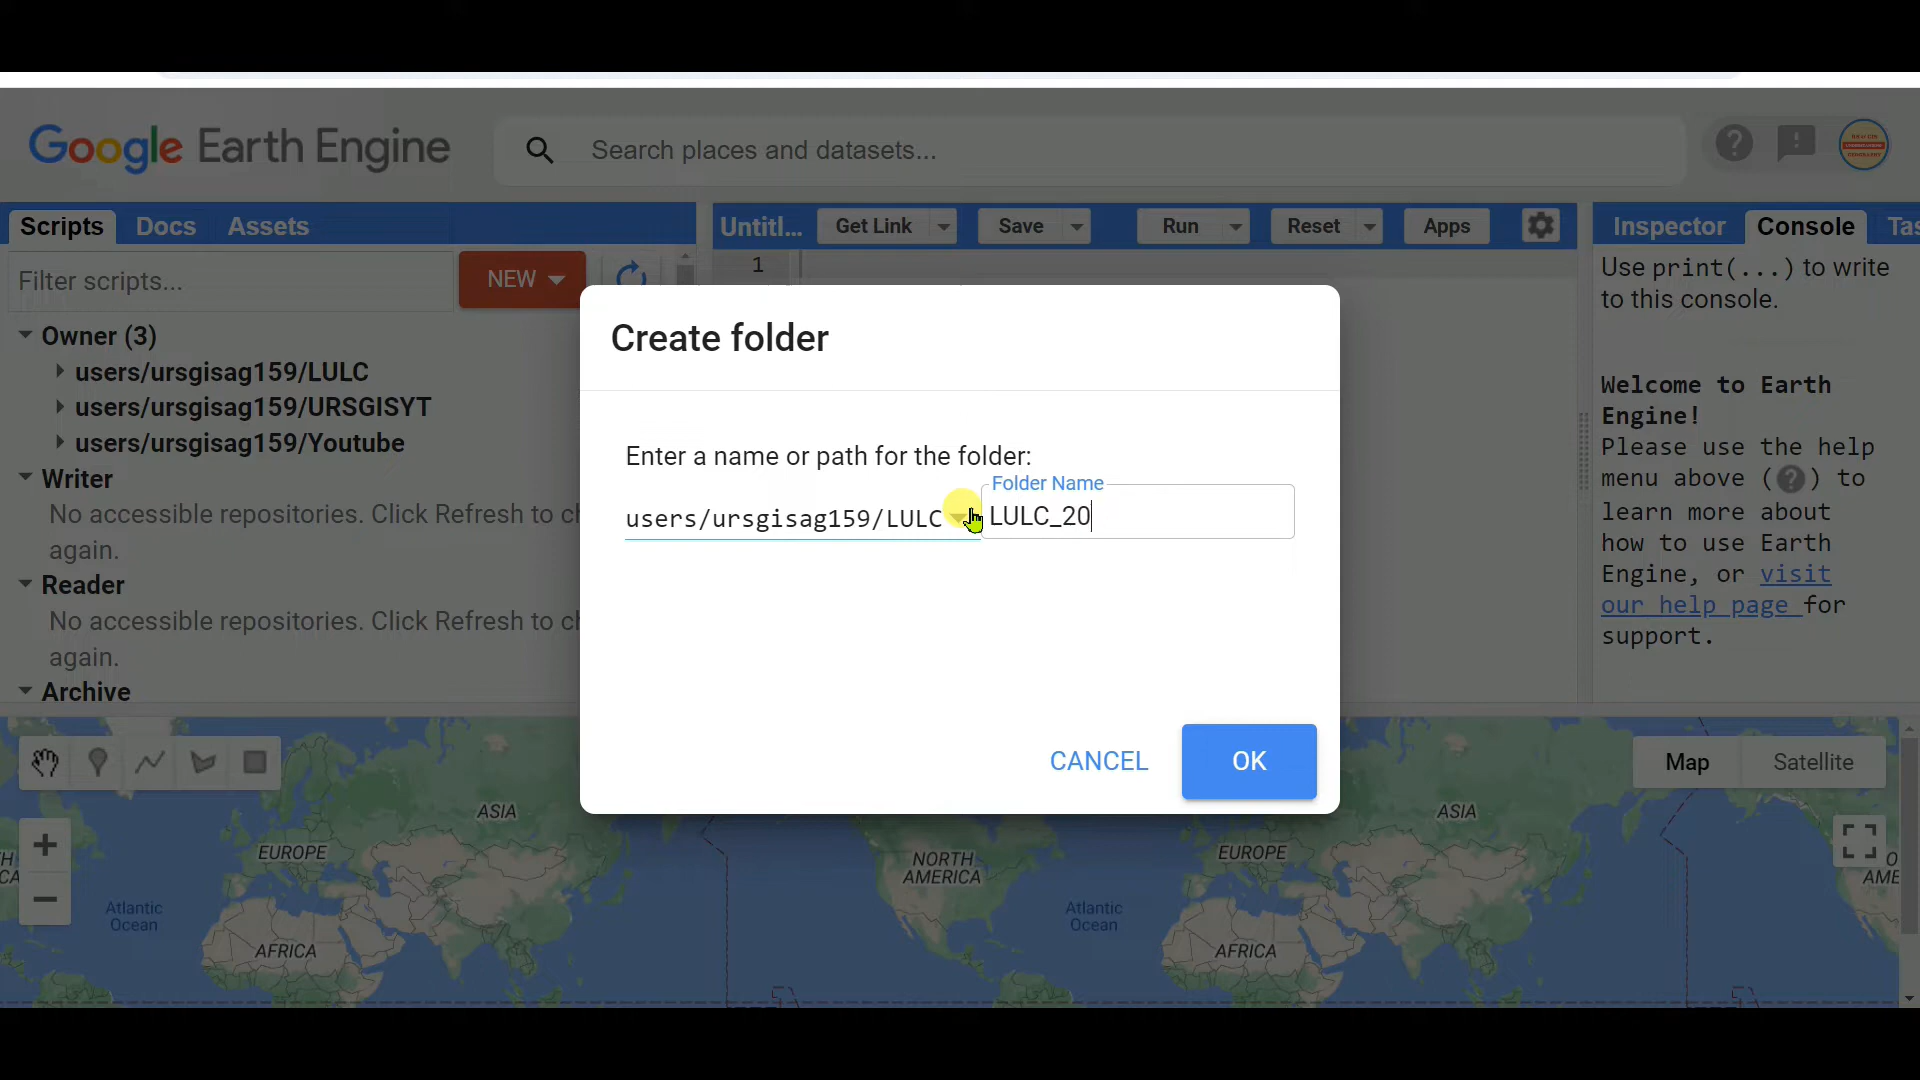 Google Earth Engine
Search places and datasets...
Scripts Docs Assets
Untitl... Get Link Save Run Reset Apps
Inspector Console Tas
Filter scripts...
NEW
1
Owner (3)
users/ursgisag159/LULC
users/ursgisag159/URSGISYT
users/ursgisag159/Youtube
Writer
No accessible repositories. Click Refresh to c
again.
Reader
No accessible repositories. Click Refresh to c
again.
Archive
Create folder
Enter a name or path for the folder:
Folder Name
users/ursgisag159/LULC LULC_20
CANCEL OK
Use print(...) to write
to this console.
Welcome to Earth
Engine!
Please use the help
menu above (?) to
learn more about
how to use Earth
Engine, or visit
our help page for
support.
Map Satellite
ASIA
EUROPE
Atlantic
Ocean
AFRICA
NORTH
AMERICA
Atlantic
Ocean
EUROPE
ASIA
AFRICA
AME